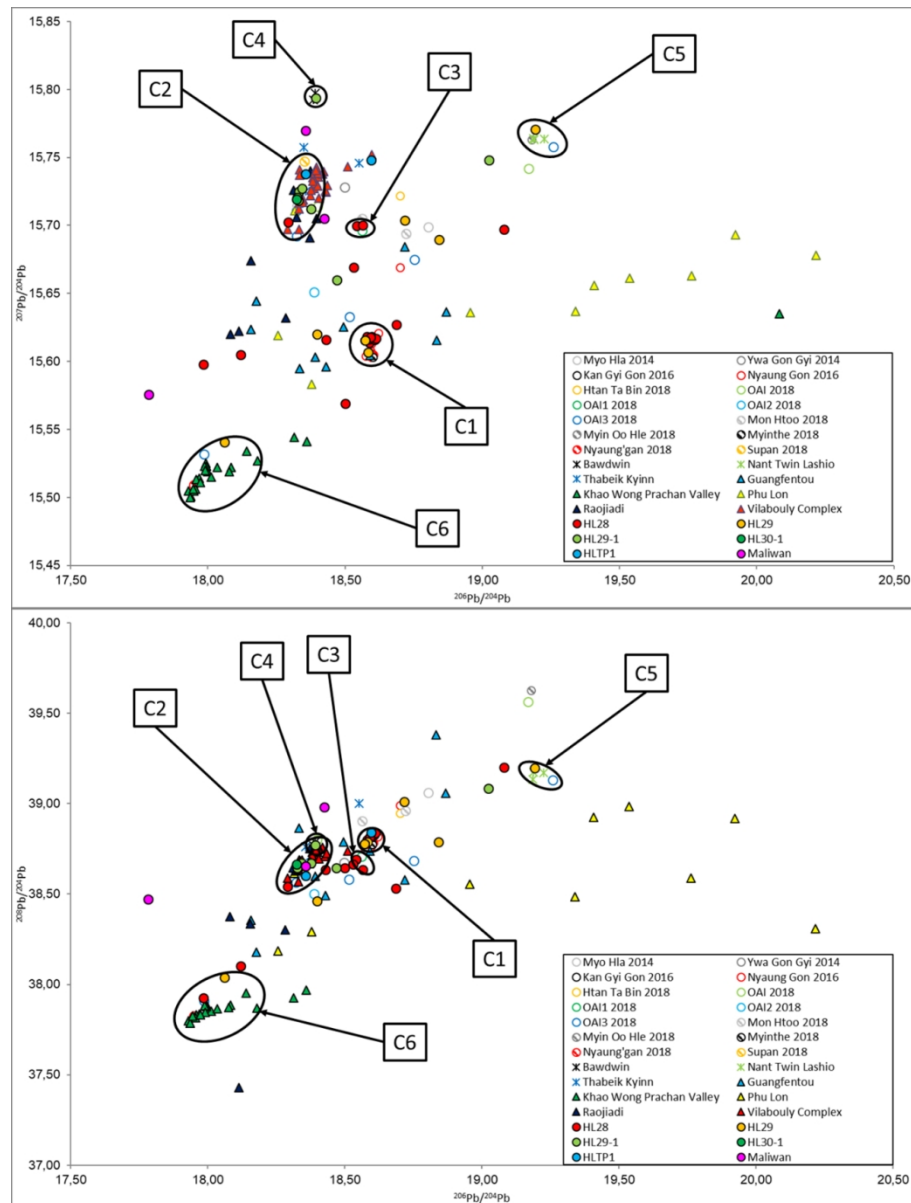 15,85
C4
15,80
C2
C3
C5
15,75
15,70
²⁰⁷Pb/²⁰⁴Pb
15,65
15,60
15,55
15,50
15,45
C1
C6
Myo Hla 2014 Ywa Gon Gyi 2014
Kan Gyi Gon 2016 Nyaung Gon 2016
Htan Ta Bin 2018 OAI 2018
OAI1 2018 OAI2 2018
OAI3 2018 Mon Htoo 2018
Myin Oo Hle 2018 Myinthe 2018
Nyaung'gan 2018 Supan 2018
Bawdwin Nant Twin Lashio
Thabeik Kyinn Guangfentou
Khao Wong Prachan Valley Phu Lon
Raojiadi Vilabouly Complex
HL28 HL29
HL29-1 HL30-1
HLTP1 Maliwan
17,50 18,00 18,50 19,00 19,50 20,00 20,50
²⁰⁶Pb/²⁰⁴Pb
40,00
C4
C3
C2
C5
39,50
39,00
²⁰⁸Pb/²⁰⁴Pb
38,50
38,00
37,50
37,00
C1
C6
Myo Hla 2014 Ywa Gon Gyi 2014
Kan Gyi Gon 2016 Nyaung Gon 2016
Htan Ta Bin 2018 OAI 2018
OAI1 2018 OAI2 2018
OAI3 2018 Mon Htoo 2018
Myin Oo Hle 2018 Myinthe 2018
Nyaung'gan 2018 Supan 2018
Bawdwin Nant Twin Lashio
Thabeik Kyinn Guangfentou
Khao Wong Prachan Valley Phu Lon
Raojiadi Vilabouly Complex
HL28 HL29
HL29-1 HL30-1
HLTP1 Maliwan
17,50 18,00 18,50 19,00 19,50 20,00 20,50
²⁰⁶Pb/²⁰⁴Pb